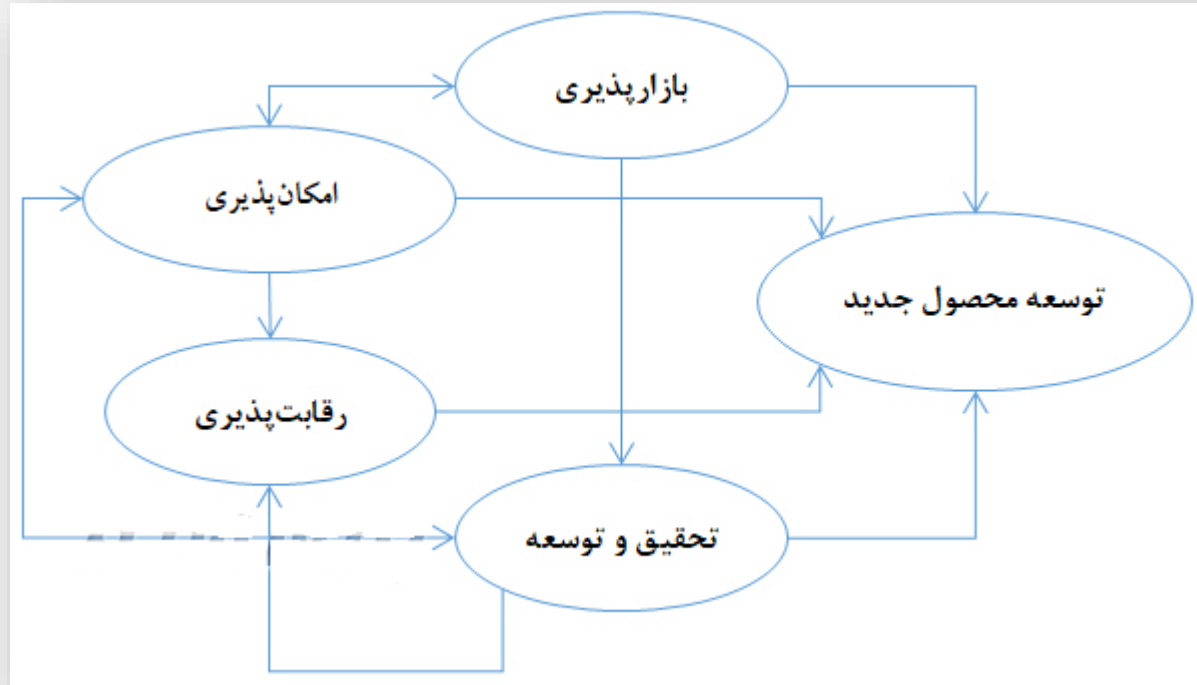 بازارپذیری
امکان‌پذیری
توسعه محصول جدید
رقابت‌پذیری
تحقیق و توسعه